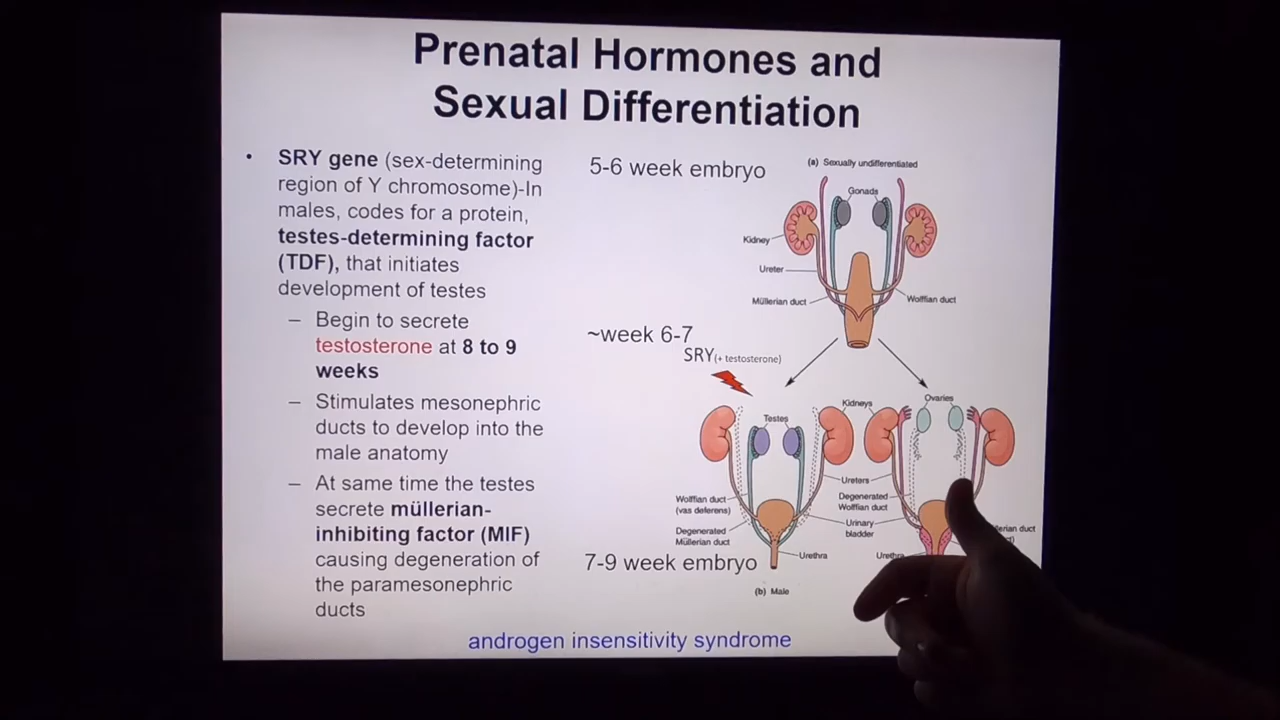 Prenatal Hormones and
Sexual Differentiation
• SRY gene (sex-determining
region of Y chromosome)-In
males, codes for a protein,
testes-determining factor
(TDF), that initiates
development of testes
– Begin to secrete
testosterone at 8 to 9
weeks
– Stimulates mesonephric
ducts to develop into the
male anatomy
– At same time the testes
secrete müllerian-
inhibiting factor (MIF)
causing degeneration of
the paramesonephric
ducts
5-6 week embryo
(a) Sexually undifferentiated
Gonads
Kidney
Ureter
Müllerian duct
Wolffian duct
~week 6-7
SRY(+ testosterone)
Testes
Kidneys
Ovaries
Wolffian duct
(vas deferens)
Degenerated
Müllerian duct
Ureters
Degenerated
Wolffian duct
Urinary
bladder
Urethra
Urethra
duct
7-9 week embryo
(b) Male
androgen insensitivity syndrome